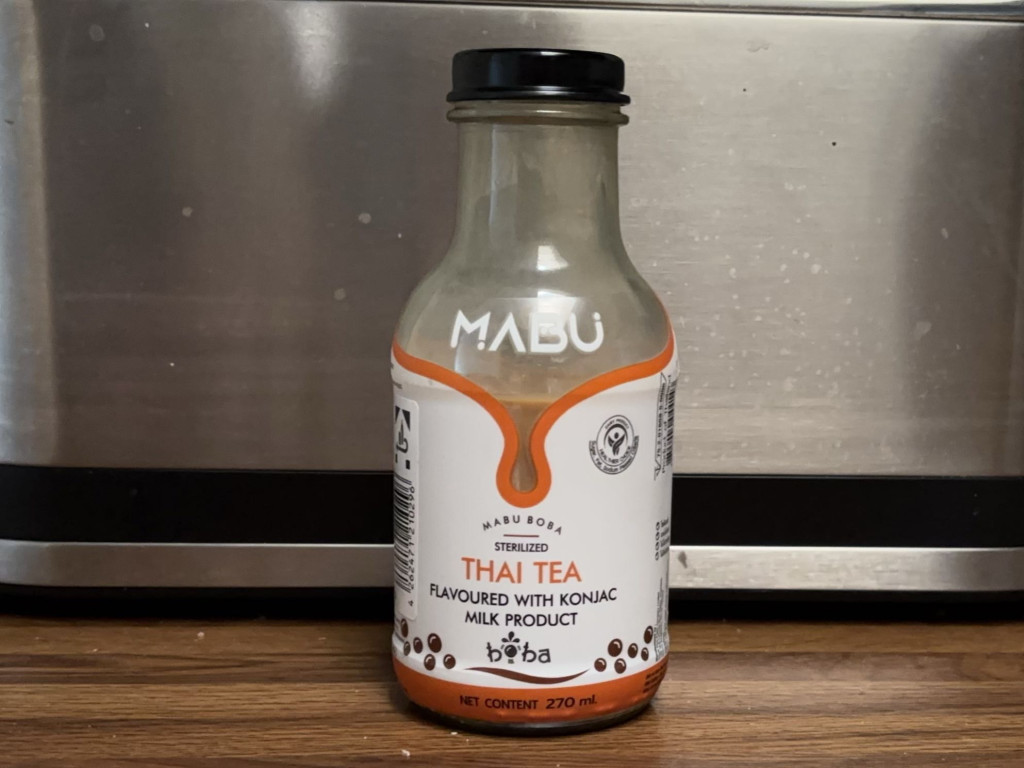 MABU
MABU BOBA
STERILIZED
THAI TEA
FLAVOURED WITH KONJAC
MILK PRODUCT
boba
NET CONTENT 270 ml.